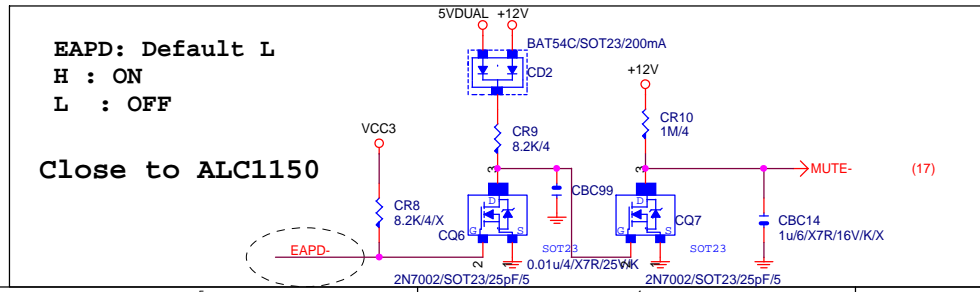 5VDUAL +12V
EAPD: Default L
H : ON
L : OFF
BAT54C/SOT23/200mA
CD2
+12V
VCC3
CR9
8.2K/4
CR10
1M/4
Close to ALC1150
3
3
MUTE-
(17)
CR8
8.2K/4/X
D
CBC99
D
CQ6
G
S
CQ7
G
S
CBC14
1u/6/X7R/16V/K/X
EAPD-
SOT23
SOT23
2
1
0.01u/4/X7R/25V/K
2
1
2N7002/SOT23/25pF/5
2N7002/SOT23/25pF/5